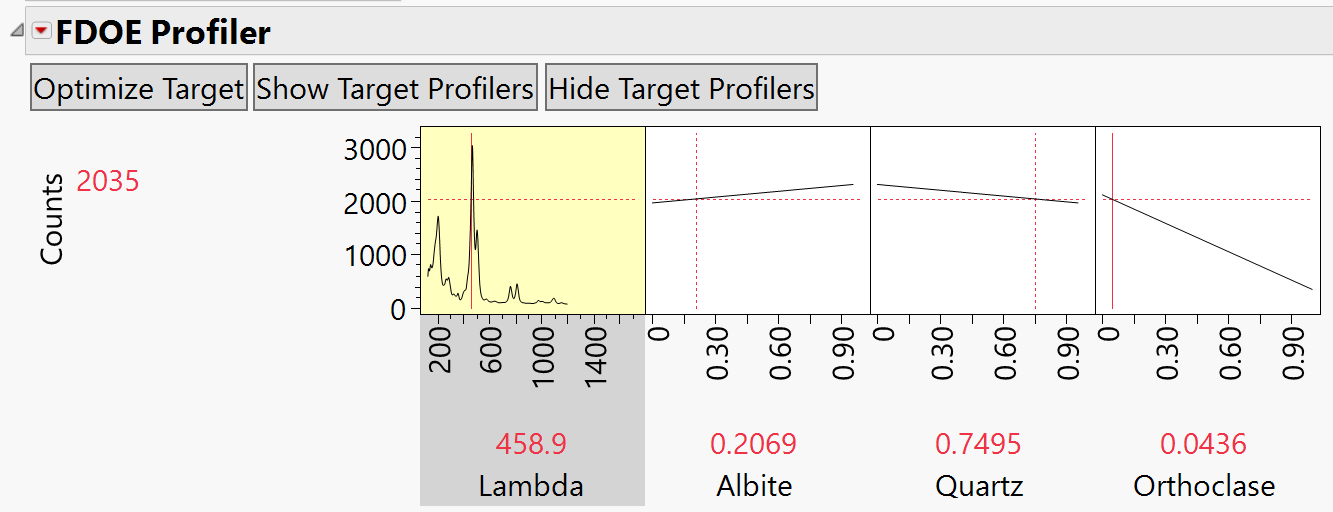 FDOE Profiler
Optimize Target Show Target Profilers Hide Target Profilers
Counts
2035
3000
2000
1000
0
200 600 1000 1400 0 0.30 0.60 0.90 0 0.30 0.60 0.90 0 0.30 0.60 0.90
458.9 0.2069 0.7495 0.0436
Lambda Albite Quartz Orthoclase